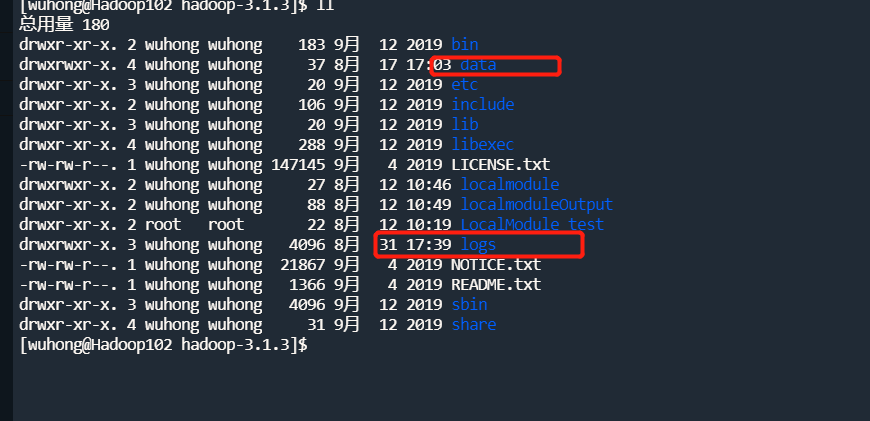 [wuhong@Hadoop102 hadoop-3.1.3]$ ll
总用量 180
drwxr-xr-x. 2 wuhong wuhong    183 9月  12 2019 bin
drwxrwxr-x. 4 wuhong wuhong     37 8月  17 17:03 data
drwxr-xr-x. 3 wuhong wuhong     20 9月  12 2019 etc
drwxr-xr-x. 2 wuhong wuhong    106 9月  12 2019 include
drwxr-xr-x. 3 wuhong wuhong     20 9月  12 2019 lib
drwxr-xr-x. 4 wuhong wuhong    288 9月  12 2019 libexec
-rw-rw-r--. 1 wuhong wuhong 147145 9月   4 2019 LICENSE.txt
drwxrwxr-x. 2 wuhong wuhong     27 8月  12 10:46 localmodule
drwxr-xr-x. 2 wuhong wuhong     88 8月  12 10:49 localmoduleOutput
drwxr-xr-x. 2 root   root       22 8月  12 10:19 LocalModule_test
drwxrwxr-x. 3 wuhong wuhong   4096 8月  31 17:39 logs
-rw-rw-r--. 1 wuhong wuhong  21867 9月   4 2019 NOTICE.txt
-rw-rw-r--. 1 wuhong wuhong   1366 9月   4 2019 README.txt
drwxr-xr-x. 3 wuhong wuhong   4096 9月  12 2019 sbin
drwxr-xr-x. 4 wuhong wuhong     31 9月  12 2019 share
[wuhong@Hadoop102 hadoop-3.1.3]$